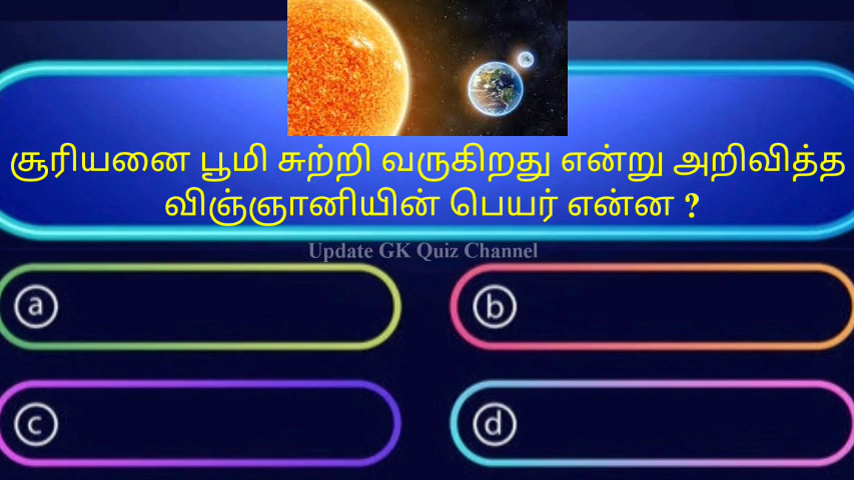 சூரியனை பூமி சுற்றி வருகிறது என்று அறிவித்த
விஞ்ஞானியின் பெயர் என்ன ?
Update GK Quiz Channel
a
b
c
d